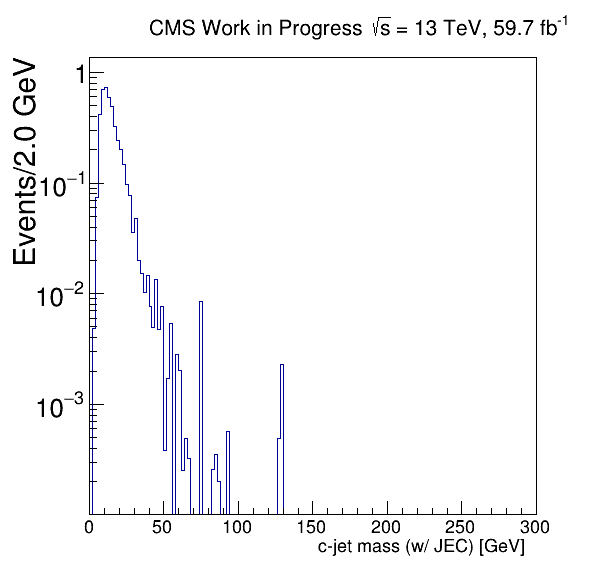 CMS Work in Progress √s = 13 TeV, 59.7 fb⁻¹
Events/2.0 GeV
1
10⁻¹
10⁻²
10⁻³
0 50 100 150 200 250 300
c-jet mass (w/ JEC) [GeV]